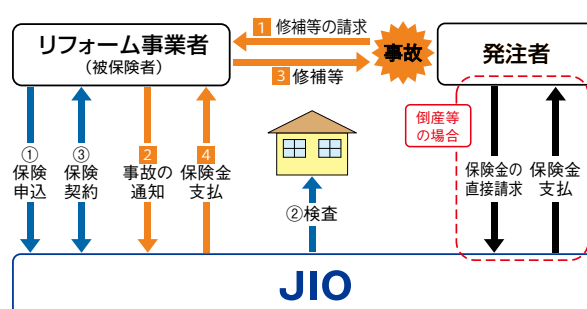 1 修補等の請求
リフォーム事業者
（被保険者）
事故
発注者
3 修補等
倒産等
の場合
①
保険
申込
③
保険
契約
2
事故の
通知
4
保険金
支払
②検査
保険金の
直接請求
保険金
支払
JIO